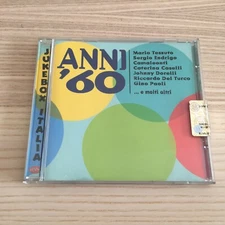 JUKEBOX ITALIA
ANNI
'60
Mario Tessuto
Sergio Endrigo
Camaleonti
Caterina Caselli
Johnny Dorelli
Riccardo Del Turco
Gino Paoli
... e molti altri